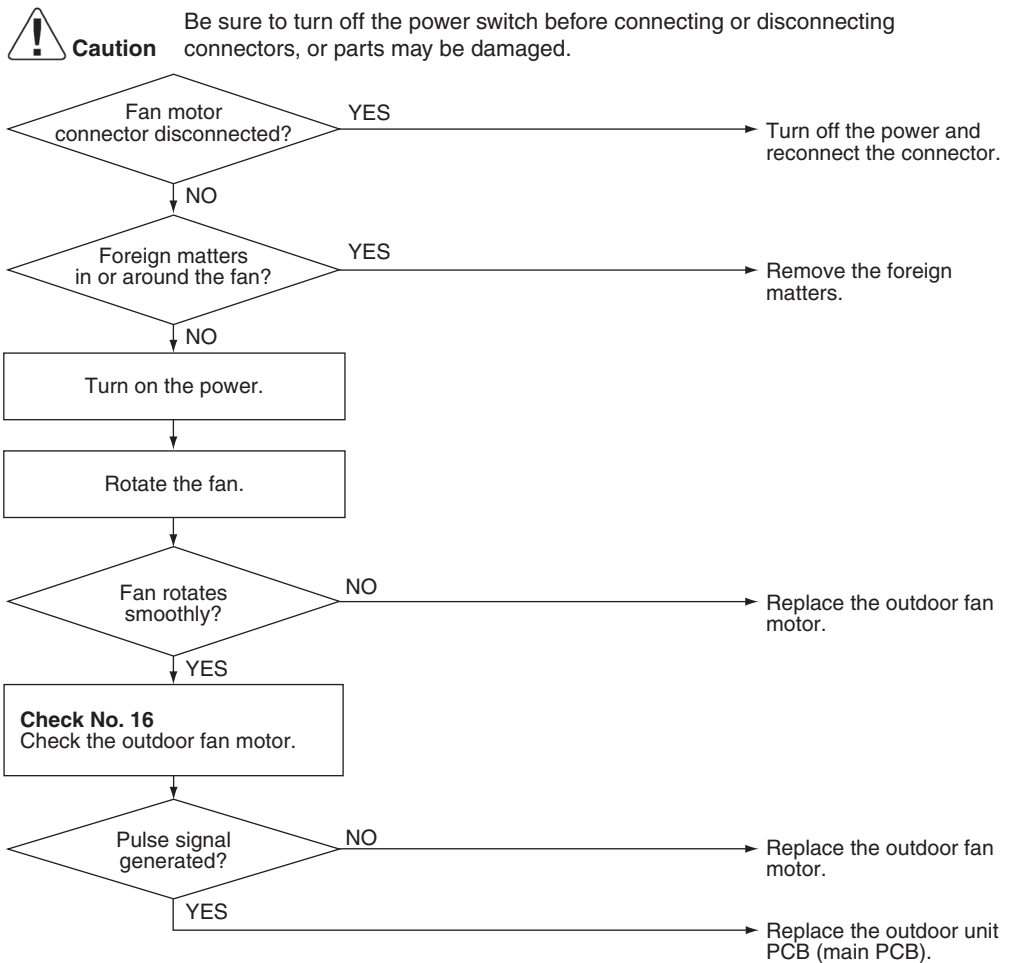 Be sure to turn off the power switch before connecting or disconnecting
Caution connectors, or parts may be damaged.
Fan motor
connector disconnected?
YES
Turn off the power and
reconnect the connector.
NO
Foreign matters
in or around the fan?
YES
Remove the foreign
matters.
NO
Turn on the power.
Rotate the fan.
Fan rotates
smoothly?
NO
Replace the outdoor fan
motor.
YES
Check No. 16
Check the outdoor fan motor.
Pulse signal
generated?
NO
Replace the outdoor fan
motor.
YES
Replace the outdoor unit
PCB (main PCB).